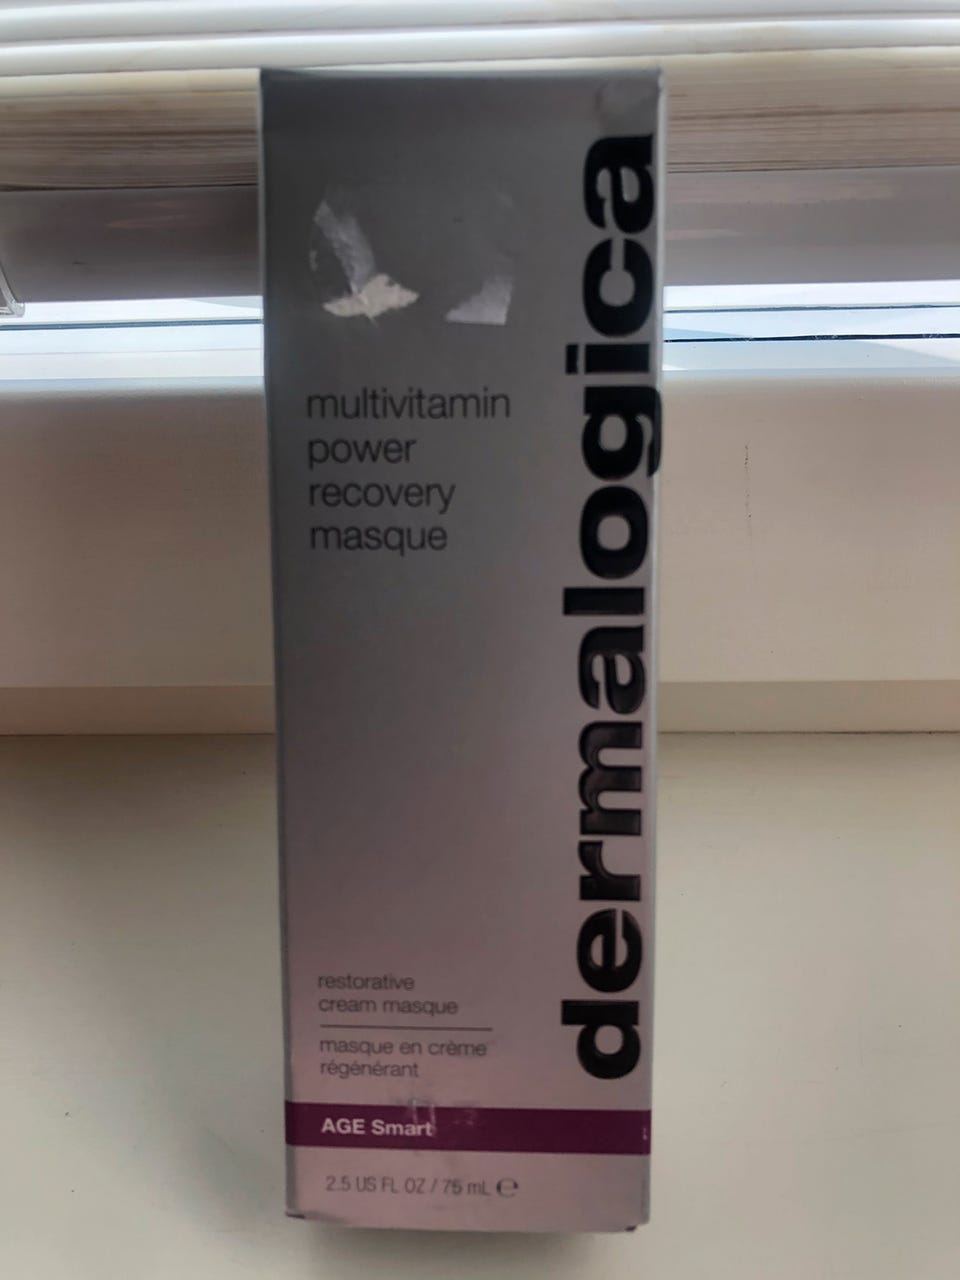 multivitamin
power
recovery
masque
dermalogica
restorative
cream masque
masque en crème
régénérant
AGE Smart
2.5 US FL OZ / 75 mL ℮